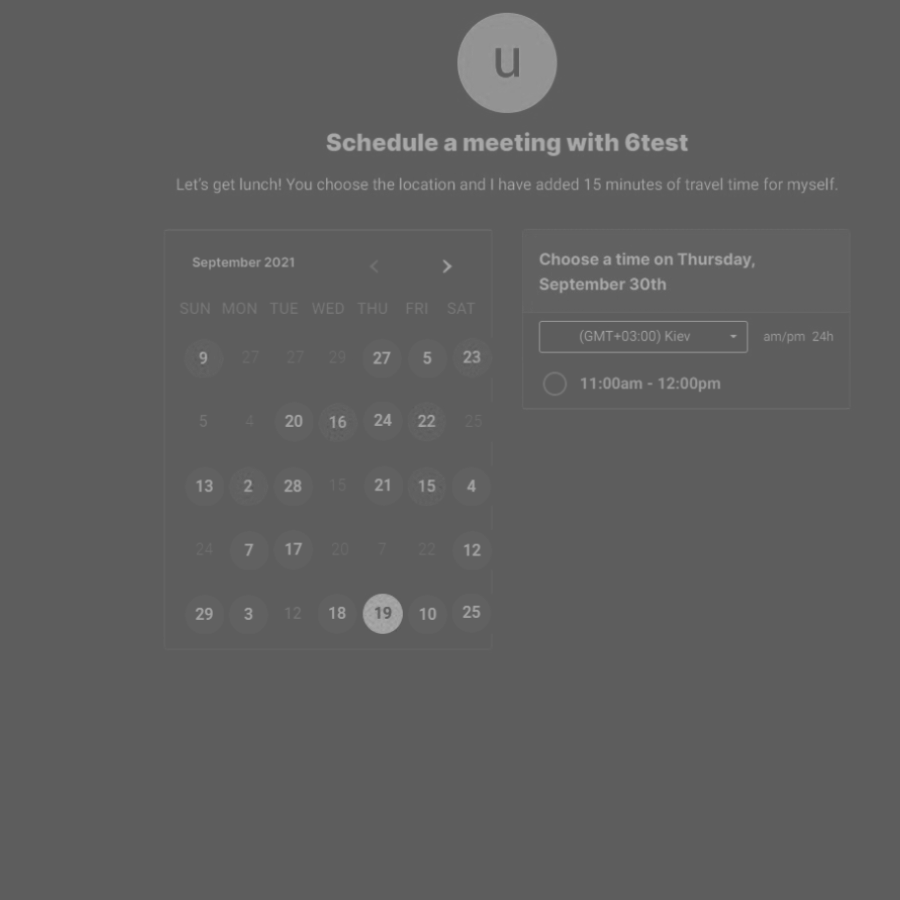 u
Schedule a meeting with 6test
Let's get lunch! You choose the location and I have added 15 minutes of travel time for myself.
September 2021
SUN MON TUE WED THU FRI SAT
9 27 27 29 27 5 23
5 4 20 16 24 22 25
13 2 28 15 21 15 4
24 7 17 20 7 22 12
29 3 12 18 19 10 25
Choose a time on Thursday,
September 30th
(GMT+03:00) Kiev am/pm 24h
11:00am - 12:00pm